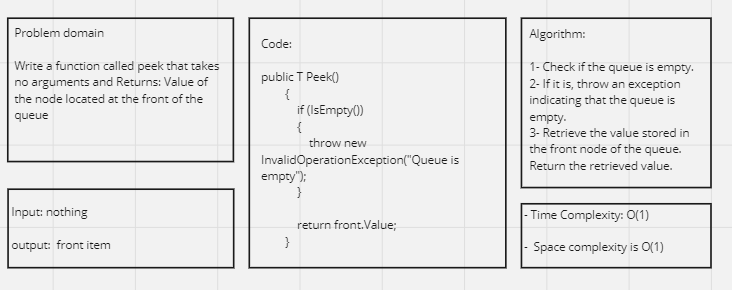 Problem domain
Write a function called peek that takes
no arguments and Returns: Value of
the node located at the front of the
queue
Input: nothing
output:  front item
Code:
public T Peek()
{
if (IsEmpty())
{
throw new
InvalidOperationException("Queue is
empty");
}
return front.Value;
}
Algorithm:
1- Check if the queue is empty.
2- If it is, throw an exception
indicating that the queue is
empty.
3- Retrieve the value stored in
the front node of the queue.
Return the retrieved value.
- Time Complexity: O(1)
-  Space complexity is O(1)